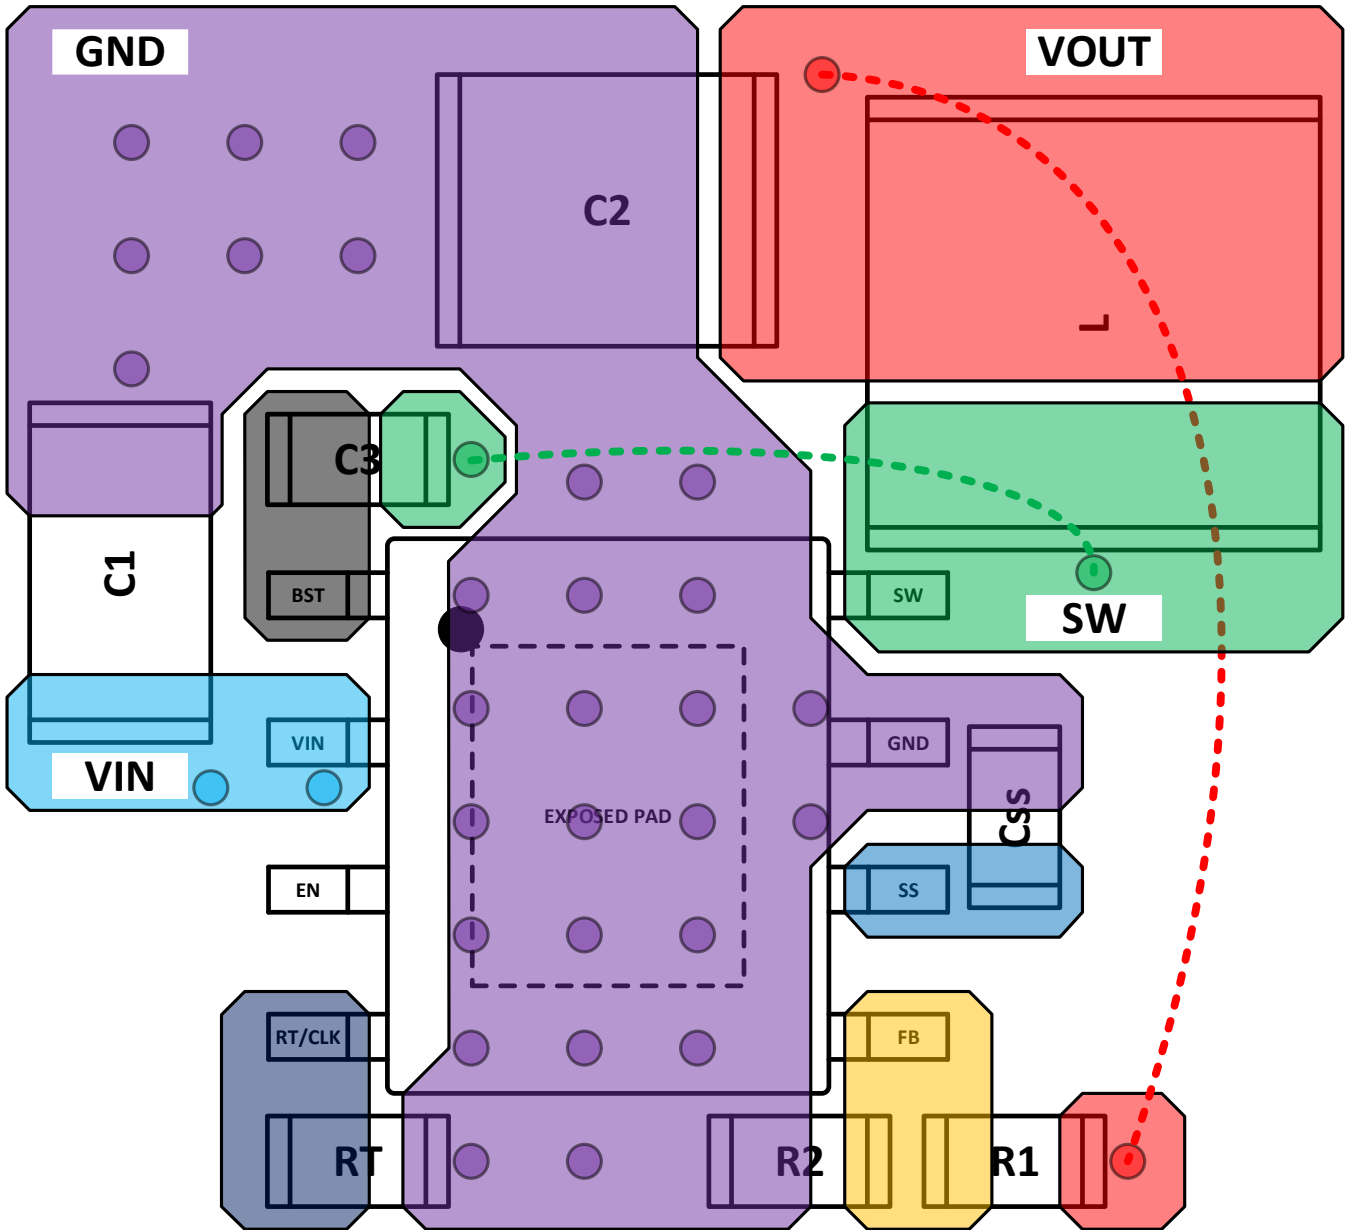 GND
VOUT
C2
L
C3
C1
BST
SW
SW
VIN
GND
VIN
EXPOSED PAD
Css
EN
SS
RT/CLK
FB
RT
R2
R1